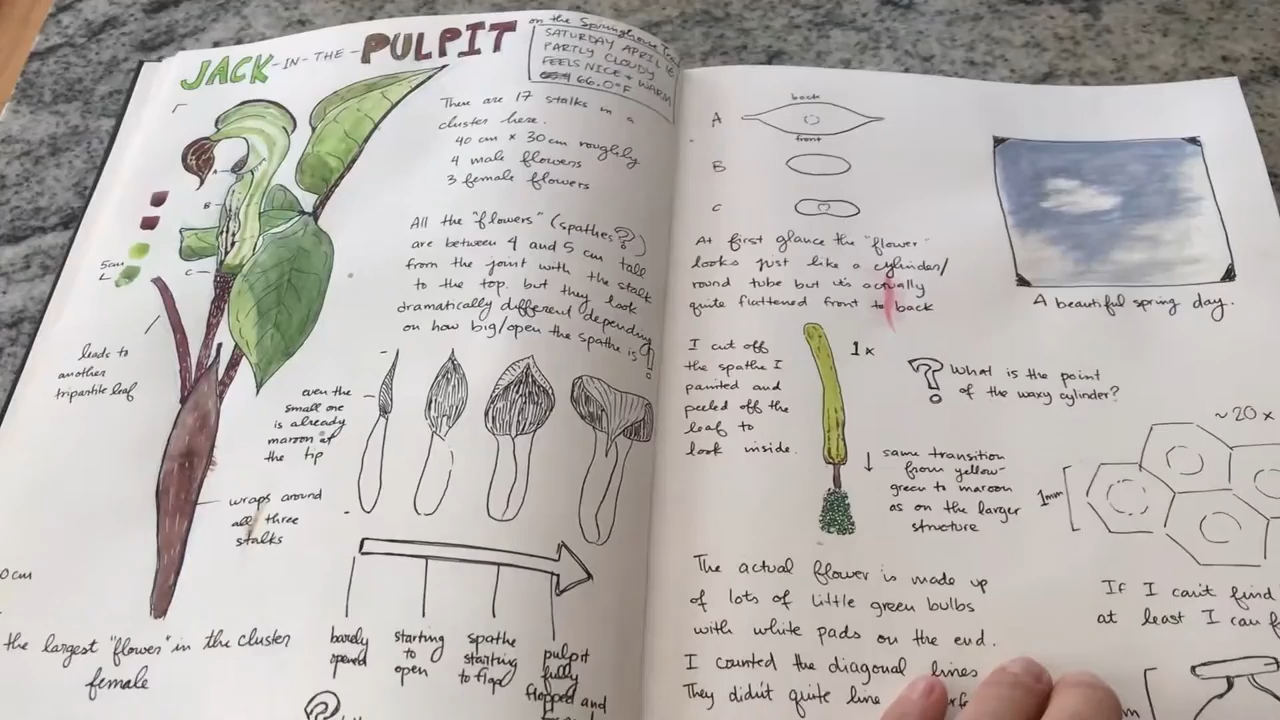 JACK-IN-THE-PULPIT
on the Springhouse
SATURDAY APRIL
PARTLY CLOUDY
FEELS NICE + WARM
66.0°F
There are 17 stalks in a
cluster here.
40 cm × 30 cm roughly
4 male flowers
3 female flowers
A
B
C
5cm
All the "flowers" (spathes?)
are between 4 and 5 cm tall
from the joint with the stalk
to the top. but they look
dramatically different depending
on how big/open the spathe is!
leads to
another
tripartite leaf
even the
small one
is already
maroon at
the tip
wraps around
all three
stalks
0 cm
the largest "flower" in the cluster
female
barely
opened
starting
to
open
spathe
starting
to flop
pulpit
fully
flopped and
A
back
front
B
C
At first glance the "flower"
looks just like a cylinder/
round tube but it's actually
quite flattened front to back
A beautiful spring day.
I cut off
the spathe I
painted and
peeled off the
leaf to
look inside.
1x
? What is the point
of the waxy cylinder?
same transition
from yellow-
green to maroon
as on the larger
structure
~20 x
1mm
The actual flower is made up
of lots of little green bulbs
with white pads on the end.
I counted the diagonal lines
They didn't quite line
If I can't find
at least I can
m